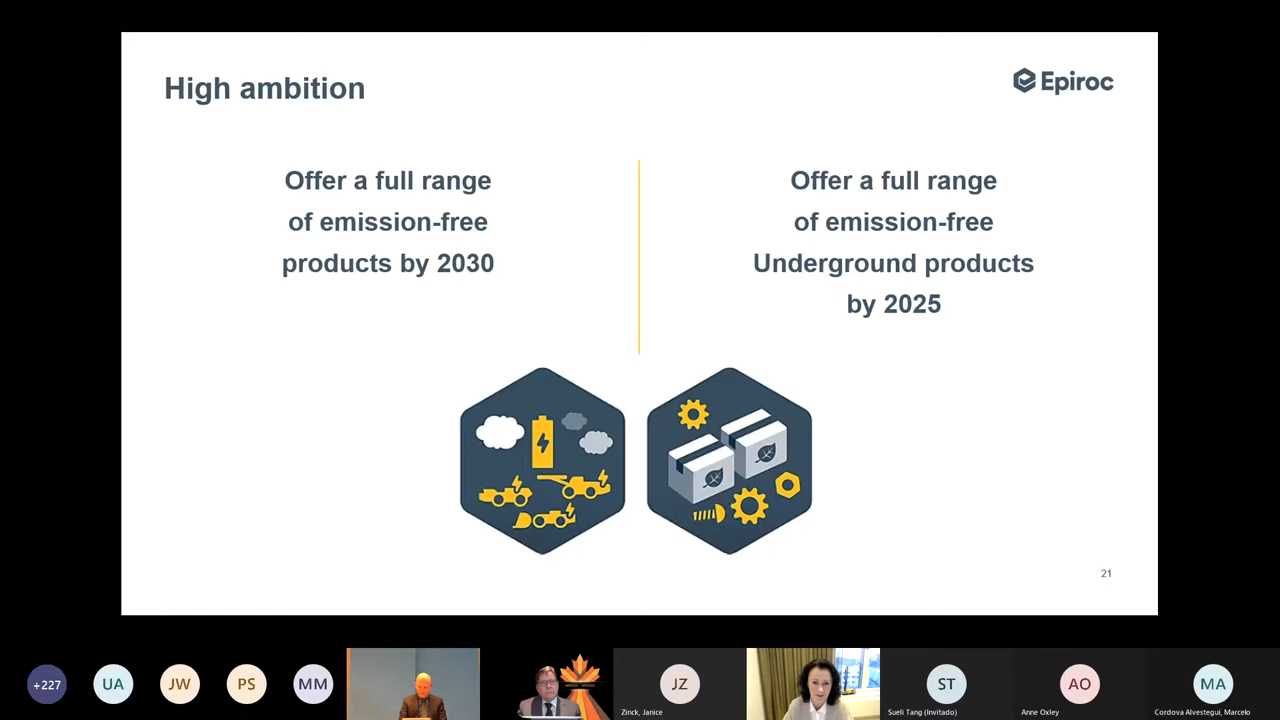 High ambition
Epiroc
Offer a full range
of emission-free
products by 2030
Offer a full range
of emission-free
Underground products
by 2025
21
+227
UA
JW
PS
MM
JZ
Zinck, Janice
ST
Sueli Tang (Invitado)
AO
Anne Oxley
MA
Cordova Alvestegui, Marcelo